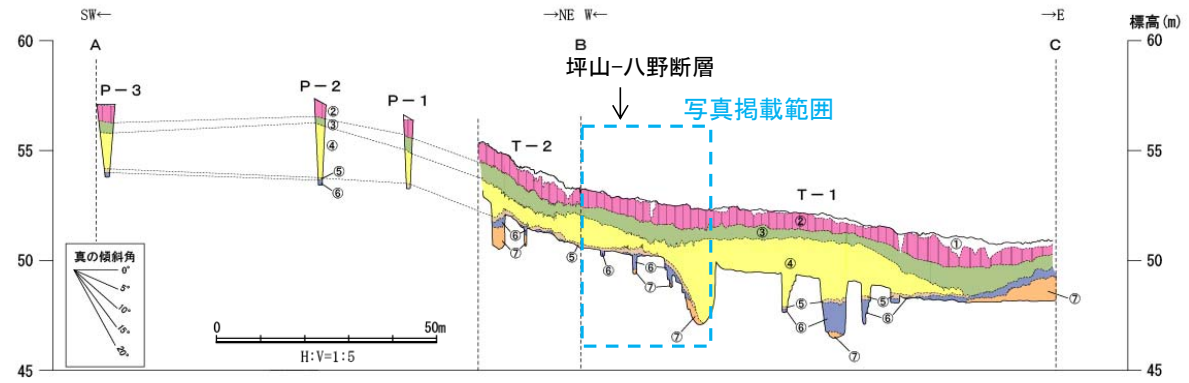 SW← →NE W← →E
標高(m)
60 A B C 60
坪山−八野断層
写真掲載範囲
P−3 P−2 P−1
②
③
④
⑤
⑥
55 T−2 55
T−1
①
②
③
④
50 ⑥ ⑦ ⑤ ⑥ ⑥ ⑦ ⑦ ⑤ ⑥ ⑦ ⑤ ⑥ ⑦ 50
真の傾斜角
0°
5°
10°
15°
20°
0 50m
H:V=1:5
45 45